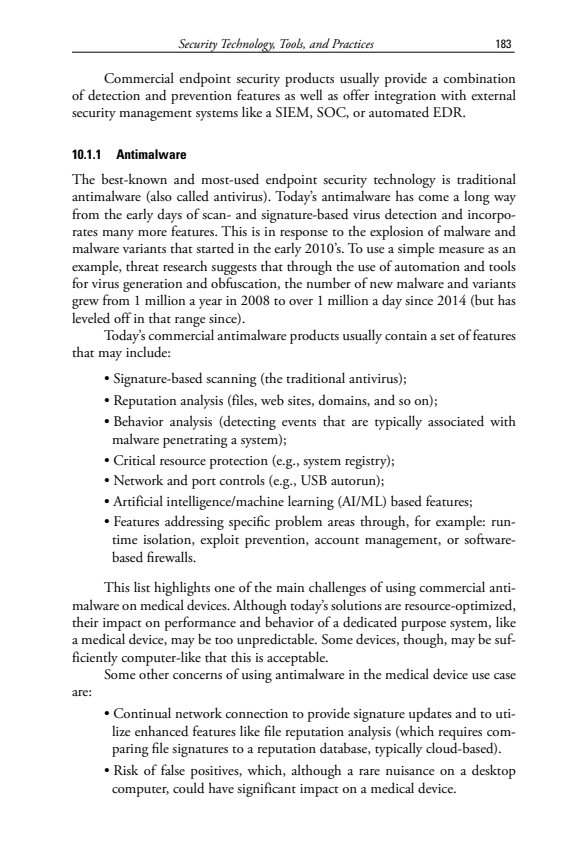 Security Technology, Tools, and Practices 183
Commercial endpoint security products usually provide a combination
of detection and prevention features as well as offer integration with external
security management systems like a SIEM, SOC, or automated EDR.
10.1.1 Antimalware
The best-known and most-used endpoint security technology is traditional
antimalware (also called antivirus). Today’s antimalware has come a long way
from the early days of scan- and signature-based virus detection and incorpo-
rates many more features. This is in response to the explosion of malware and
malware variants that started in the early 2010’s. To use a simple measure as an
example, threat research suggests that through the use of automation and tools
for virus generation and obfuscation, the number of new malware and variants
grew from 1 million a year in 2008 to over 1 million a day since 2014 (but has
leveled off in that range since).
Today’s commercial antimalware products usually contain a set of features
that may include:
• Signature-based scanning (the traditional antivirus);
• Reputation analysis (files, web sites, domains, and so on);
• Behavior analysis (detecting events that are typically associated with
malware penetrating a system);
• Critical resource protection (e.g., system registry);
• Network and port controls (e.g., USB autorun);
• Artificial intelligence/machine learning (AI/ML) based features;
• Features addressing specific problem areas through, for example: run-
time isolation, exploit prevention, account management, or software-
based firewalls.
This list highlights one of the main challenges of using commercial anti-
malware on medical devices. Although today’s solutions are resource-optimized,
their impact on performance and behavior of a dedicated purpose system, like
a medical device, may be too unpredictable. Some devices, though, may be suf-
ficiently computer-like that this is acceptable.
Some other concerns of using antimalware in the medical device use case
are:
• Continual network connection to provide signature updates and to uti-
lize enhanced features like file reputation analysis (which requires com-
paring file signatures to a reputation database, typically cloud-based).
• Risk of false positives, which, although a rare nuisance on a desktop
computer, could have significant impact on a medical device.